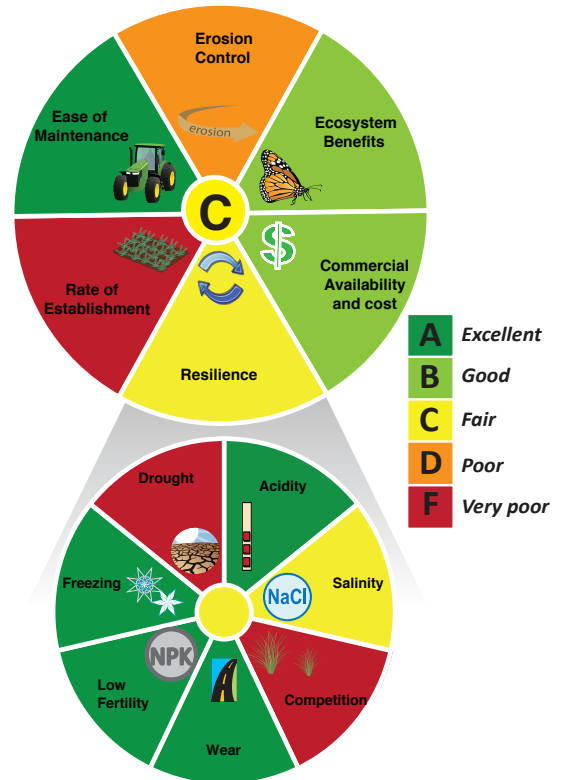 Erosion
Control
erosion
Ease of
Maintenance
Ecosystem
Benefits
C
$
Rate of
Establishment
Commercial
Availability
and cost
Resilience
A Excellent
B Good
C Fair
D Poor
F Very poor
Drought
Acidity
Freezing
NaCl
Salinity
NPK
Low
Fertility
Competition
Wear